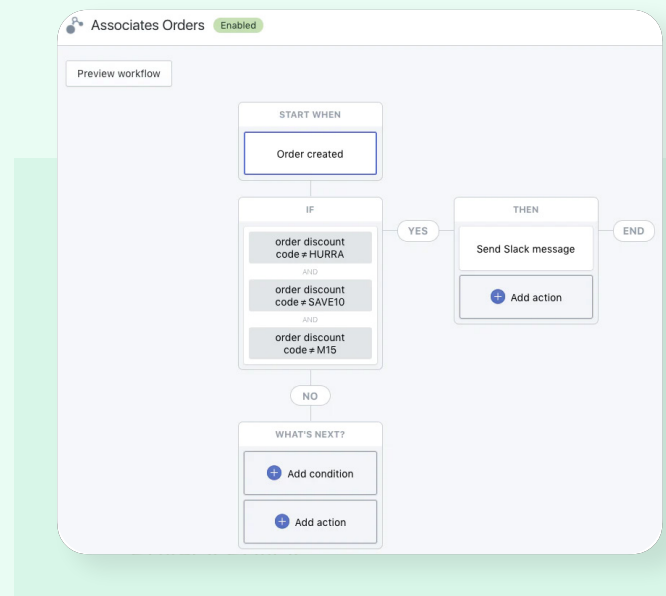 Associates Orders Enabled
Preview workflow
START WHEN
Order created
IF
order discount
code ≠ HURRA
AND
order discount
code ≠ SAVE10
AND
order discount
code ≠ M15
YES
THEN
Send Slack message
Add action
END
NO
WHAT'S NEXT?
Add condition
Add action